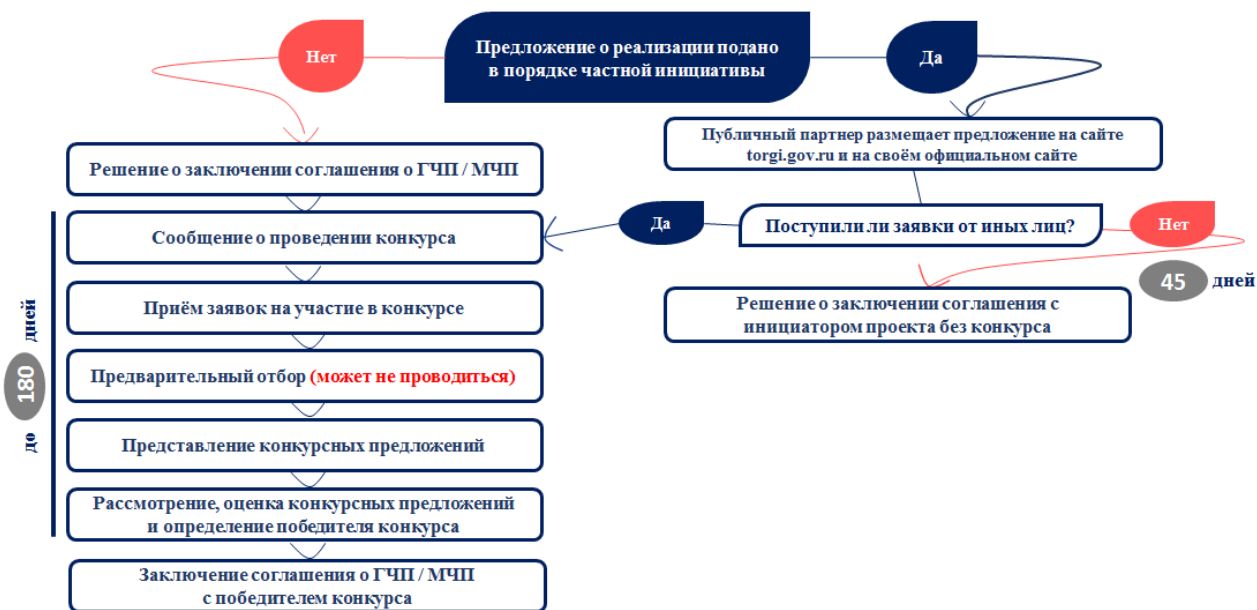 Предложение о реализации подано
в порядке частной инициативы
Нет
Да
Решение о заключении соглашения о ГЧП / МЧП
Сообщение о проведении конкурса
Приём заявок на участие в конкурсе
Предварительный отбор (может не проводиться)
Представление конкурсных предложений
Рассмотрение, оценка конкурсных предложений
и определение победителя конкурса
Заключение соглашения о ГЧП / МЧП
с победителем конкурса
до 180 дней
Публичный партнер размещает предложение на сайте
torgi.gov.ru и на своём официальном сайте
Поступили ли заявки от иных лиц?
Да
Нет
45 дней
Решение о заключении соглашения с
инициатором проекта без конкурса